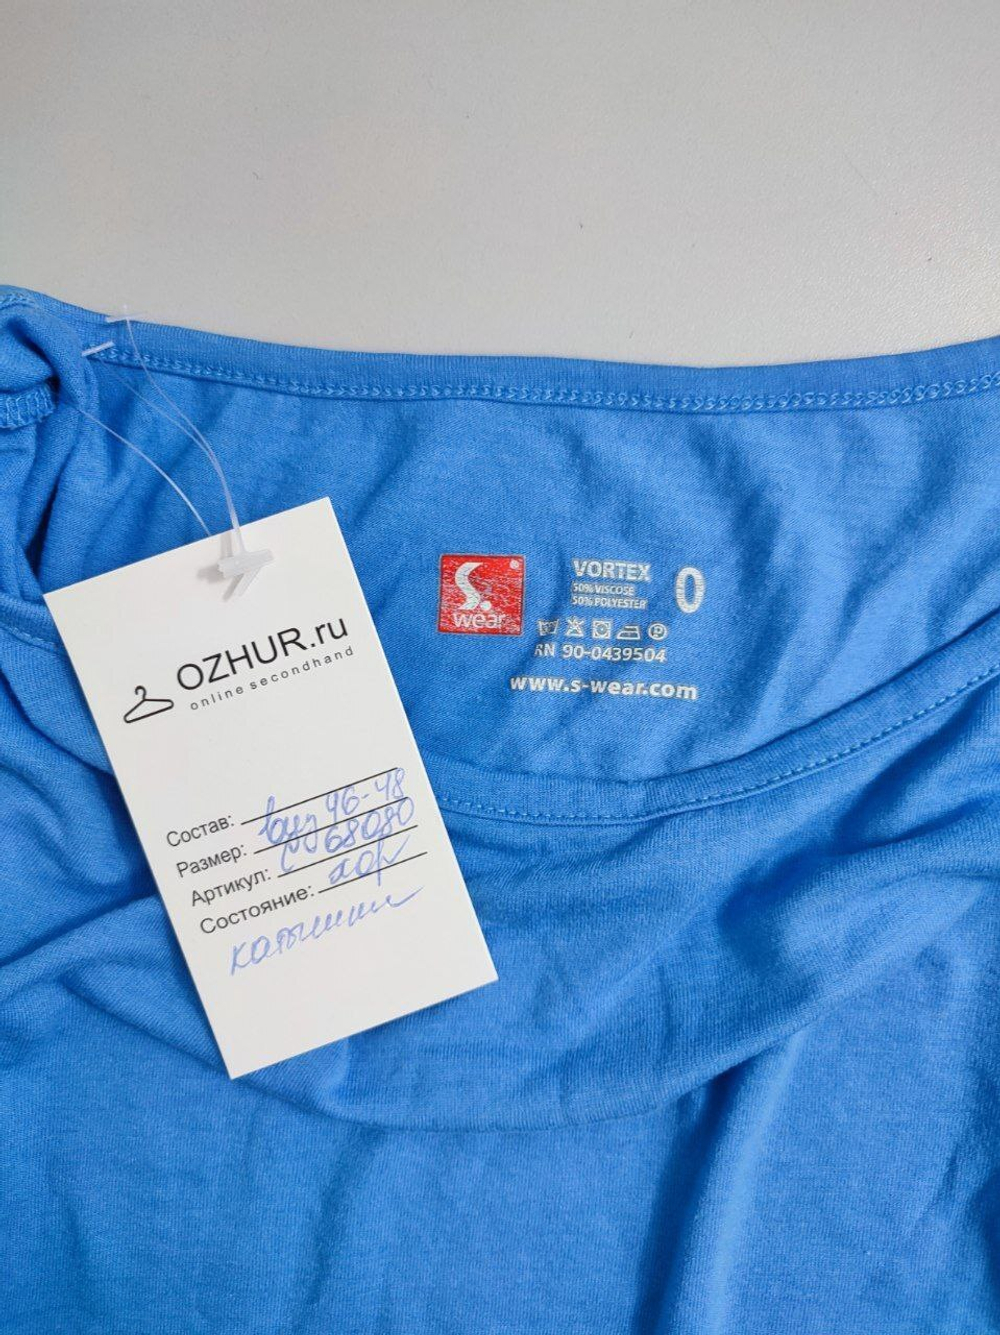 OZHUR.ru
online secondhand
Состав: виз
Размер: 46-48
Артикул: 68080
Состояние: хор
катышки
S.
wear
VORTEX
50% VISCOSE
50% POLYESTER
0
RN 90-0439504
www.s-wear.com